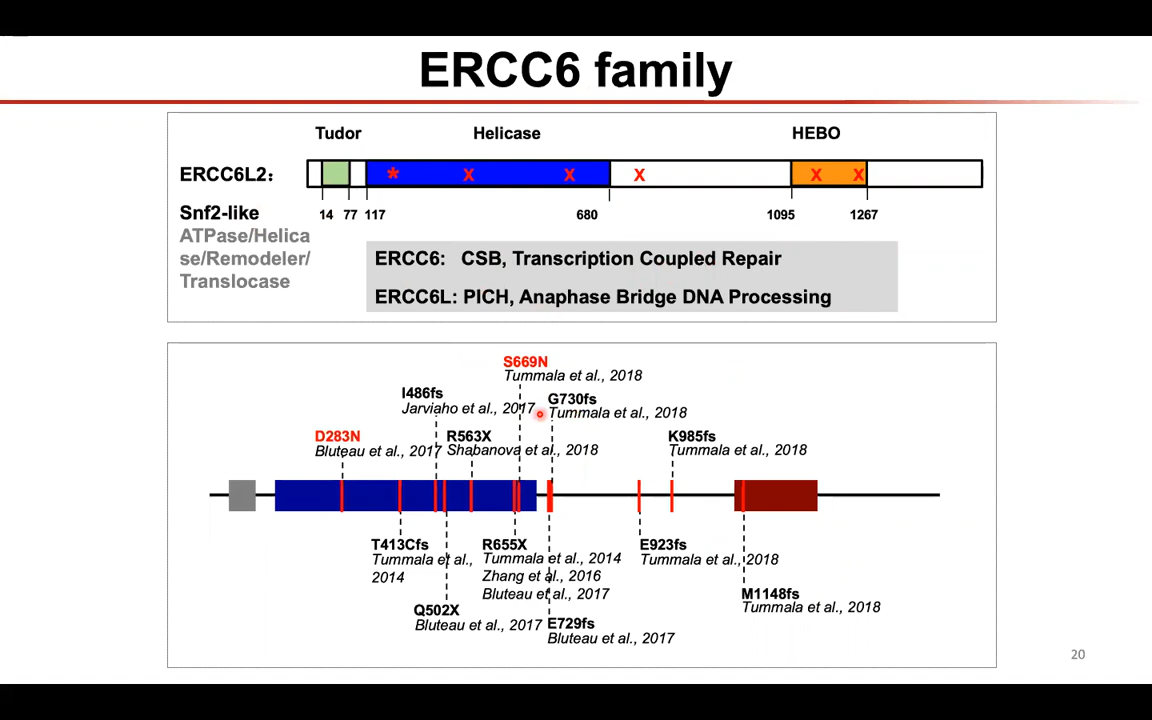 ERCC6 family
Tudor Helicase HEBO
ERCC6L2: * X X X X X
Snf2-like 14 77 117 680 1095 1267
ATPase/Helica
se/Remodeler/
Translocase
ERCC6: CSB, Transcription Coupled Repair
ERCC6L: PICH, Anaphase Bridge DNA Processing
S669N
Tummala et al., 2018
I486fs
Jarviaho et al., 2017
G730fs
Tummala et al., 2018
D283N
Bluteau et al., 2017
R563X
Shabanova et al., 2018
K985fs
Tummala et al., 2018
T413Cfs
Tummala et al.,
2014
R655X
Tummala et al., 2014
Zhang et al., 2016
Bluteau et al., 2017
E923fs
Tummala et al., 2018
Q502X
Bluteau et al., 2017
E729fs
Bluteau et al., 2017
M1148fs
Tummala et al., 2018
20